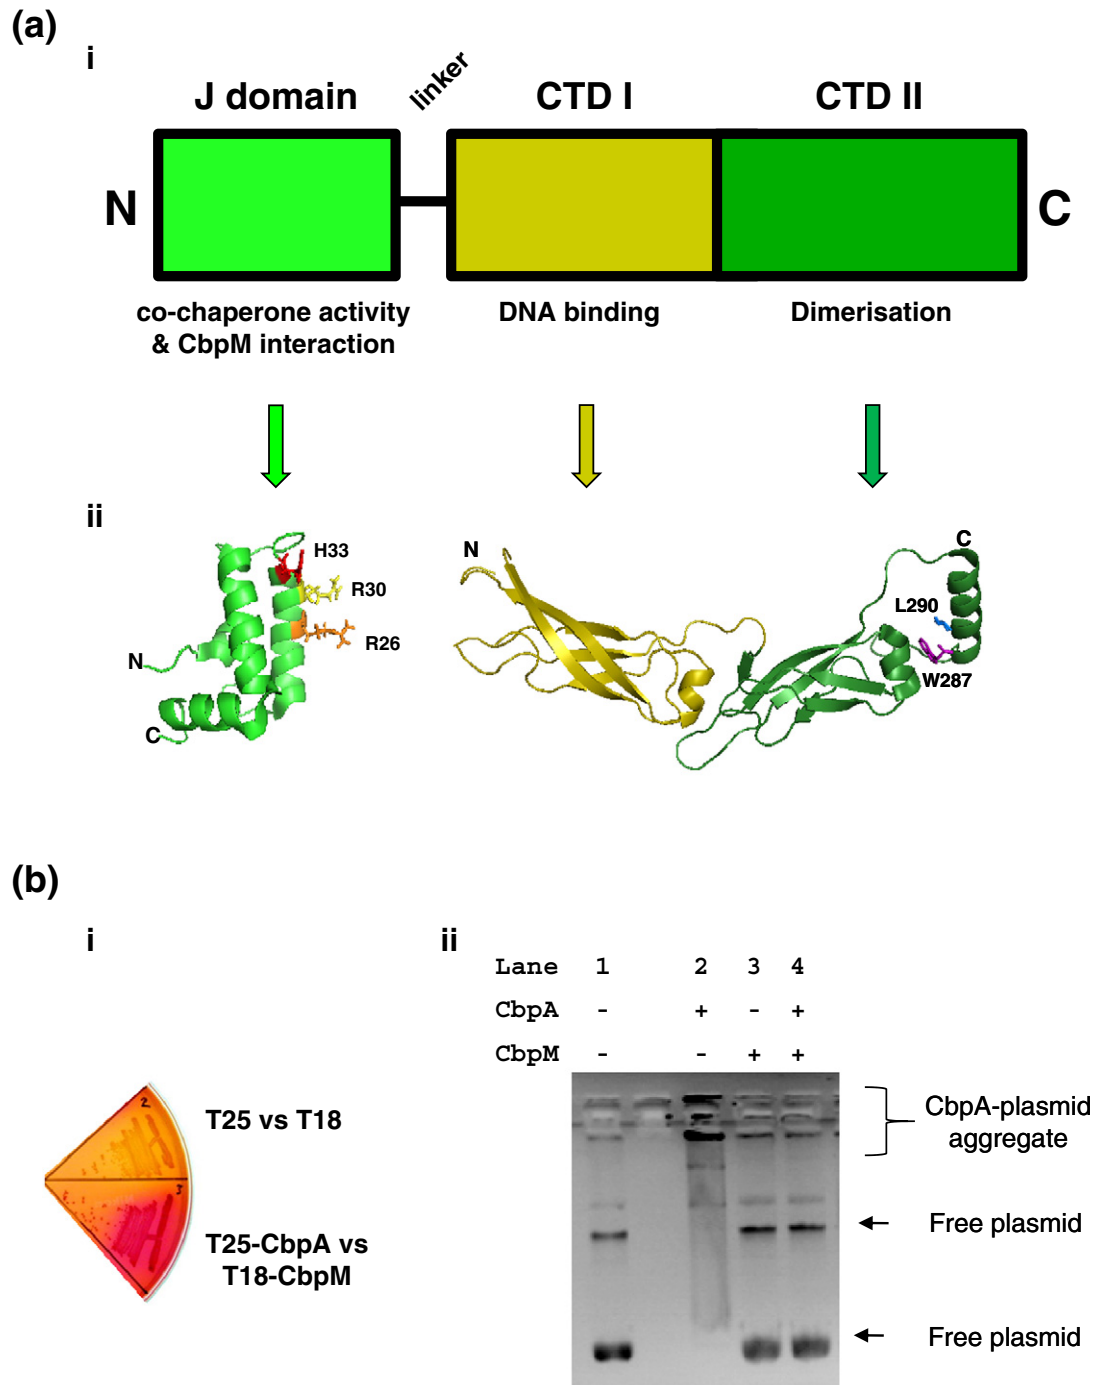 (a)
i
J domain
linker
CTD I
CTD II
N
C
co-chaperone activity
& CbpM interaction
DNA binding
Dimerisation
ii
H33
R30
R26
N
C
N
C
L290
W287
(b)
i
2
T25 vs T18
3
T25-CbpA vs
T18-CbpM
ii
Lane 1 2 3 4
CbpA - + - +
CbpM - - + +
CbpA-plasmid
aggregate
Free plasmid
Free plasmid